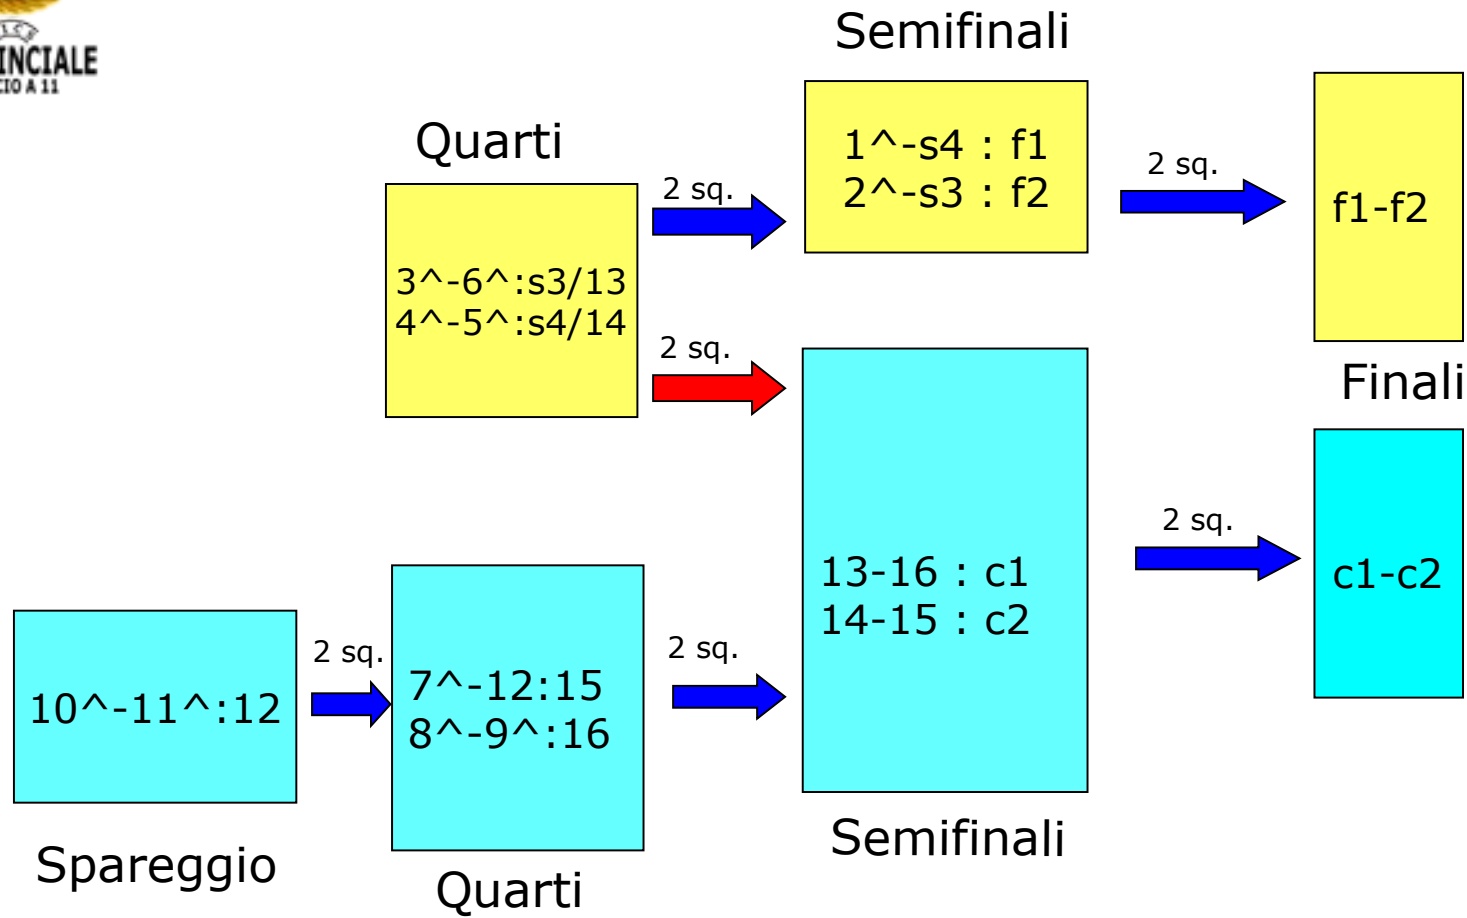 Semifinali
Quarti
1^-s4 : f1
2^-s3 : f2
2 sq.
2 sq.
f1-f2
3^-6^:s3/13
4^-5^:s4/14
2 sq.
Finali
2 sq.
13-16 : c1
14-15 : c2
c1-c2
2 sq.
2 sq.
10^-11^:12
7^-12:15
8^-9^:16
Semifinali
Spareggio
Quarti